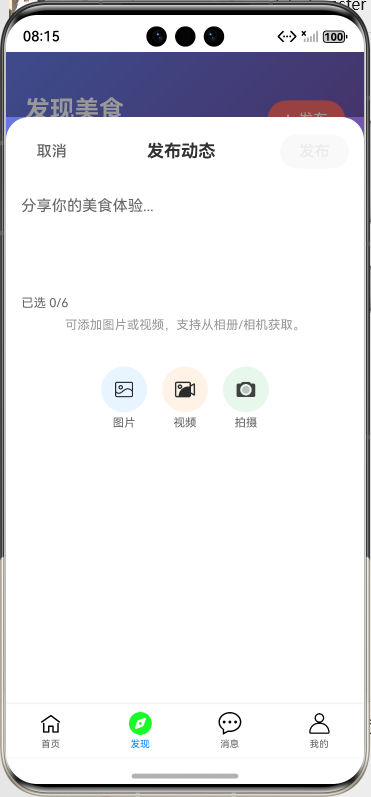 08:15
100
发现美食
+ 发布
取消
发布动态
发布
分享你的美食体验...
已选 0/6
可添加图片或视频，支持从相册/相机获取。
图片
视频
拍摄
首页
发现
消息
我的